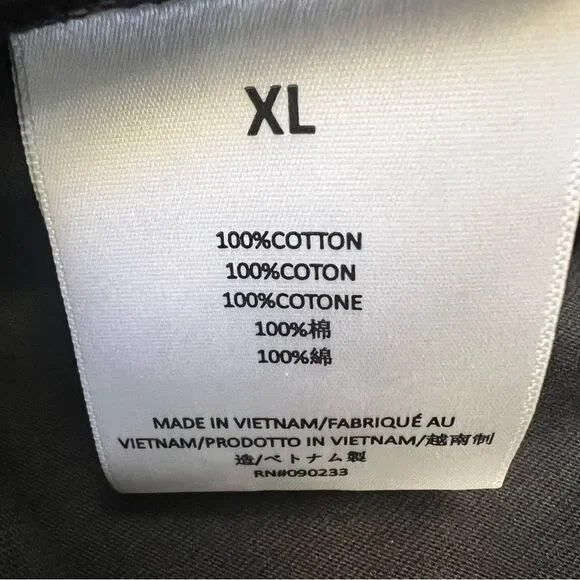 XL
100%COTTON
100%COTON
100%COTONE
100%棉
100%綿
MADE IN VIETNAM/FABRIQUÉ AU
VIETNAM/PRODOTTO IN VIETNAM/越南制
造/ベトナム製
RN#090233